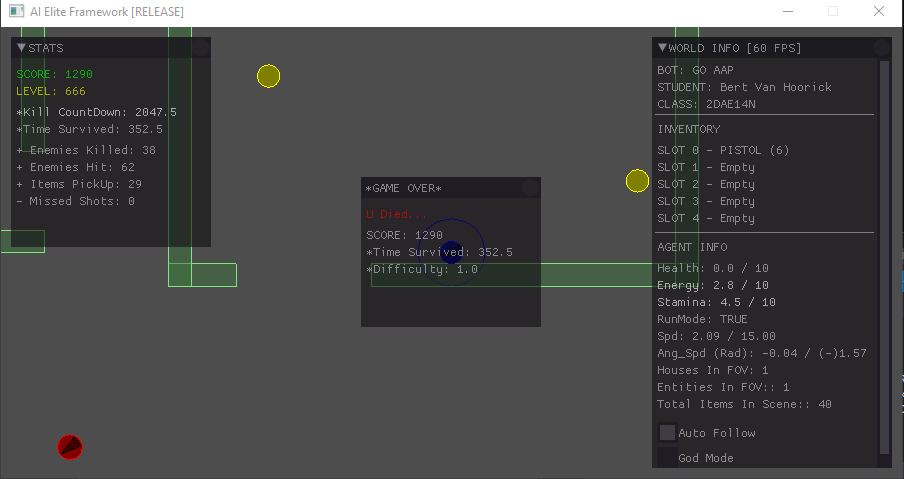 AI Elite Framework [RELEASE]
STATS
SCORE: 1290
LEVEL: 666
*Kill CountDown: 2047.5
*Time Survived: 352.5
+ Enemies Killed: 38
+ Enemies Hit: 62
+ Items PickUp: 29
- Missed Shots: 0
*GAME OVER*
U Died...
SCORE: 1290
*Time Survived: 352.5
*Difficulty: 1.0
WORLD INFO [60 FPS]
BOT: GO AAP
STUDENT: Bert Van Hoorick
CLASS: 2DAE14N
INVENTORY
SLOT 0 - PISTOL (6)
SLOT 1 - Empty
SLOT 2 - Empty
SLOT 3 - Empty
SLOT 4 - Empty
AGENT INFO
Health: 0.0 / 10
Energy: 2.8 / 10
Stamina: 4.5 / 10
RunMode: TRUE
Spd: 2.09 / 15.00
Ang_Spd (Rad): -0.04 / (-)1.57
Houses In FOV: 1
Entities In FOV:: 1
Total Items In Scene:: 40
Auto Follow
God Mode